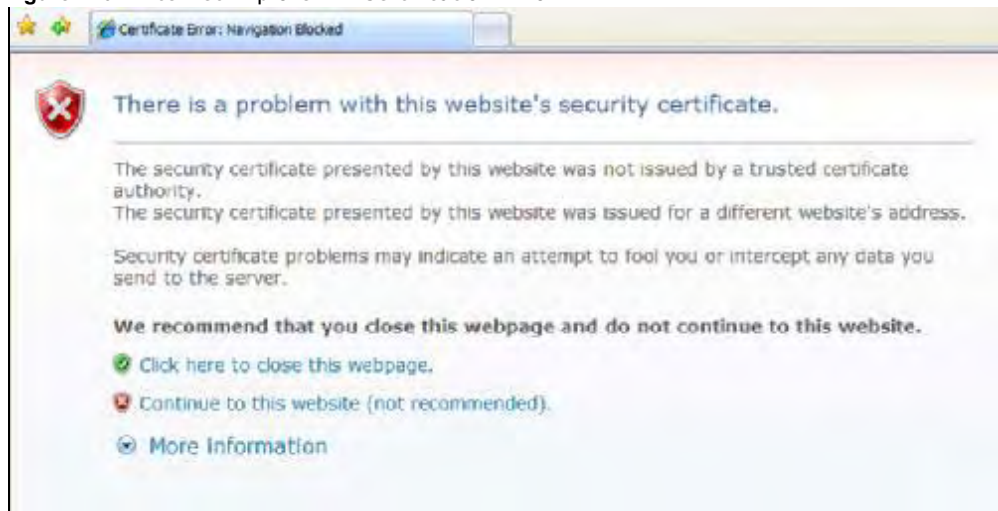 Certificate Error: Navigation Blocked
There is a problem with this website's security certificate.
The security certificate presented by this website was not issued by a trusted certificate
authority.
The security certificate presented by this website was issued for a different website's address.
Security certificate problems may indicate an attempt to fool you or intercept any data you
send to the server.
We recommend that you close this webpage and do not continue to this website.
Click here to close this webpage.
Continue to this website (not recommended).
More information